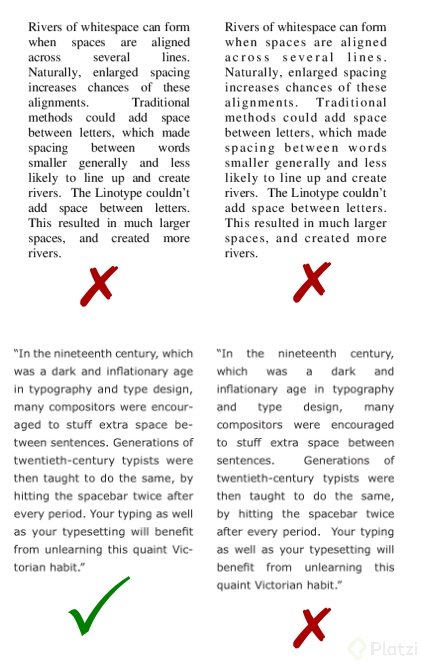 Rivers of whitespace can form
when spaces are aligned
across several lines.
Naturally, enlarged spacing
increases chances of these
alignments. Traditional
methods could add space
between letters, which made
spacing between words
smaller generally and less
likely to line up and create
rivers. The Linotype couldn't
add space between letters.
This resulted in much larger
spaces, and created more
rivers.
Rivers of whitespace can form
when spaces are aligned
across several lines.
Naturally, enlarged spacing
increases chances of these
alignments. Traditional
methods could add space
between letters, which made
spacing between words
smaller generally and less
likely to line up and create
rivers. The Linotype couldn't
add space between letters.
This resulted in much larger
spaces, and created more
rivers.
"In the nineteenth century, which
was a dark and inflationary age
in typography and type design,
many compositors were encour-
aged to stuff extra space be-
tween sentences. Generations of
twentieth-century typists were
then taught to do the same, by
hitting the spacebar twice after
every period. Your typing as well
as your typesetting will benefit
from unlearning this quaint Vic-
torian habit."
"In the nineteenth century,
which was a dark and
inflationary age in typography
and type design, many
compositors were encouraged
to stuff extra space between
sentences. Generations of
twentieth-century typists were
then taught to do the same,
by hitting the spacebar twice
after every period. Your typing
as well as your typesetting will
benefit from unlearning this
quaint Victorian habit."
Platzi